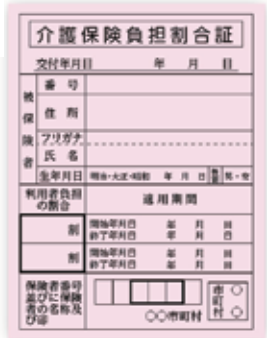 介護保険負担割合証
交付年月日 年 月 日
被保険者
番号
住所
フリガナ
氏名
生年月日 明治・大正・昭和 年 月 日 性別 男・女
利用者負担の割合 適用期間
割 開始年月日 年 月 日
終了年月日 年 月 日
割 開始年月日 年 月 日
終了年月日 年 月 日
保険者番号
並びに保険
者の名称及
び印
市町村
〇〇市町村